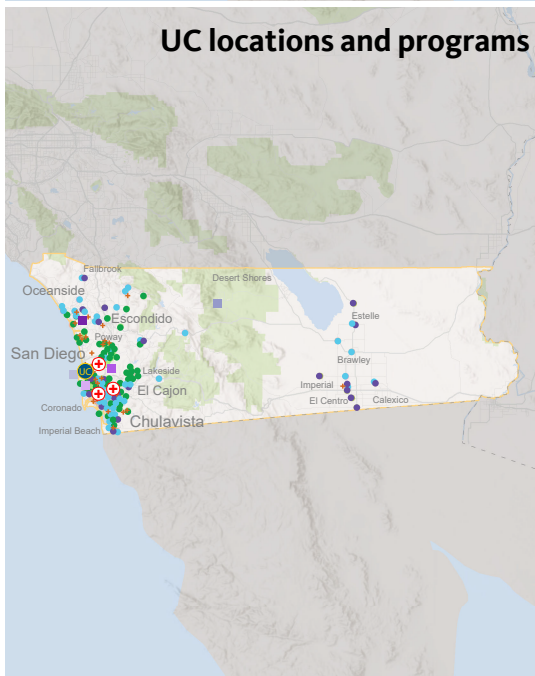 UC locations and programs
Fallbrook
Oceanside
Desert Shores
Escondido
Estelle
Poway
San Diego
Brawley
UC
Lakeside
Imperial
El Cajon
El Centro
Calexico
Coronado
Chulavista
Imperial Beach